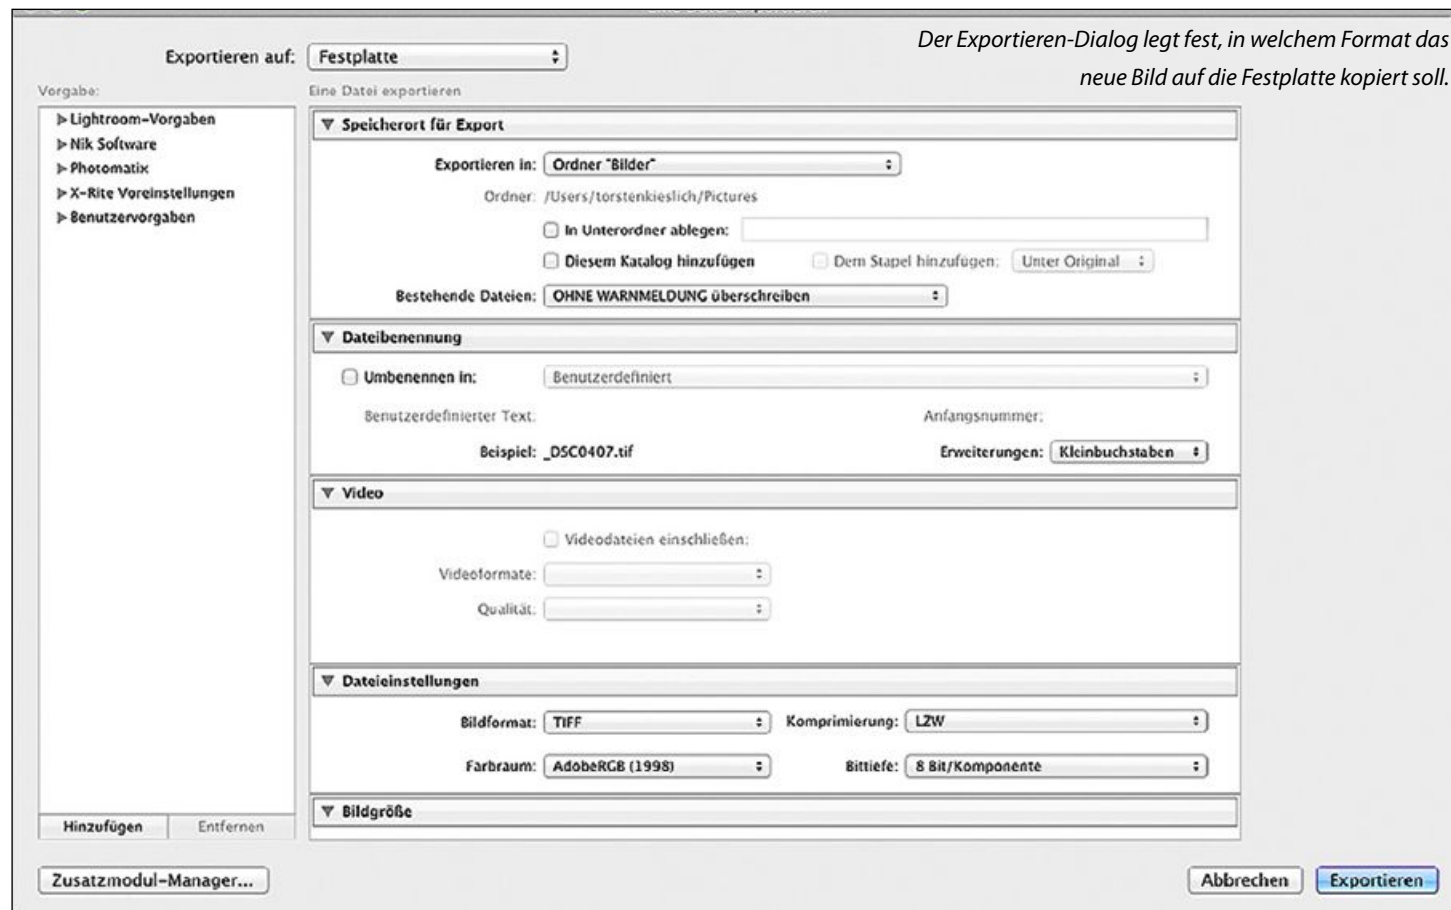 Der Exportieren-Dialog legt fest, in welchem Format das
neue Bild auf die Festplatte kopiert soll.
Exportieren auf: Festplatte
Vorgabe:
Lightroom-Vorgaben
Nik Software
Photomatix
X-Rite Voreinstellungen
Benutzervorgaben
Hinzufügen Entfernen
Eine Datei exportieren
Speicherort für Export
Exportieren in: Ordner "Bilder"
Ordner: /Users/torstenkieslich/Pictures
In Unterordner ablegen:
Diesem Katalog hinzufügen Dem Stapel hinzufügen: Unter Original
Bestehende Dateien: OHNE WARNMELDUNG überschreiben
Dateibenennung
Umbenennen in: Benutzerdefiniert
Benutzerdefinierter Text: Anfangsnummer:
Beispiel: _DSC0407.tif Erweiterungen: Kleinbuchstaben
Video
Videodateien einschließen:
Videoformate:
Qualität:
Dateieinstellungen
Bildformat: TIFF Komprimierung: LZW
Farbraum: AdobeRGB (1998) Bittiefe: 8 Bit/Komponente
Bildgröße
Zusatzmodul-Manager... Abbrechen Exportieren